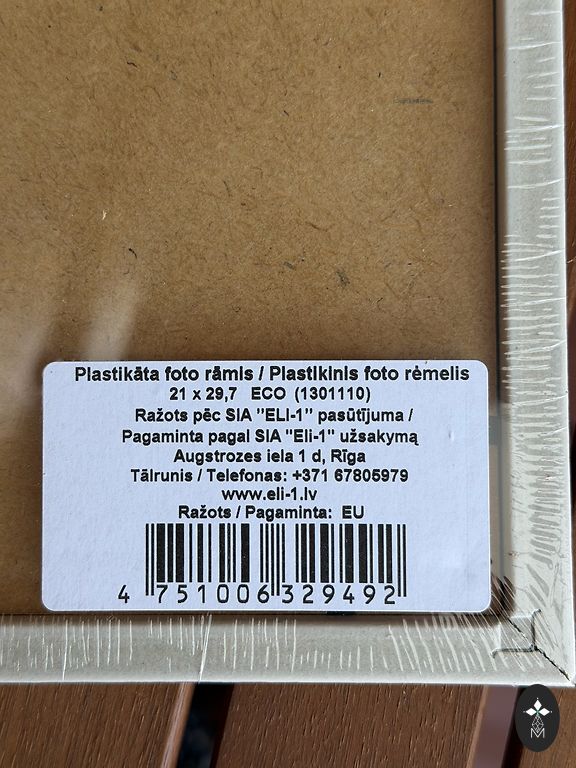 Plastikāta foto rāmis / Plastikinis foto rėmelis
21 x 29,7 ECO (1301110)
Ražots pēc SIA "ELI-1" pasūtījuma /
Pagaminta pagal SIA "Eli-1" užsakymą
Augstrozes iela 1 d, Rīga
Tālrunis / Telefonas: +371 67805979
www.eli-1.lv
Ražots / Pagaminta: EU
4 751006 329492
M